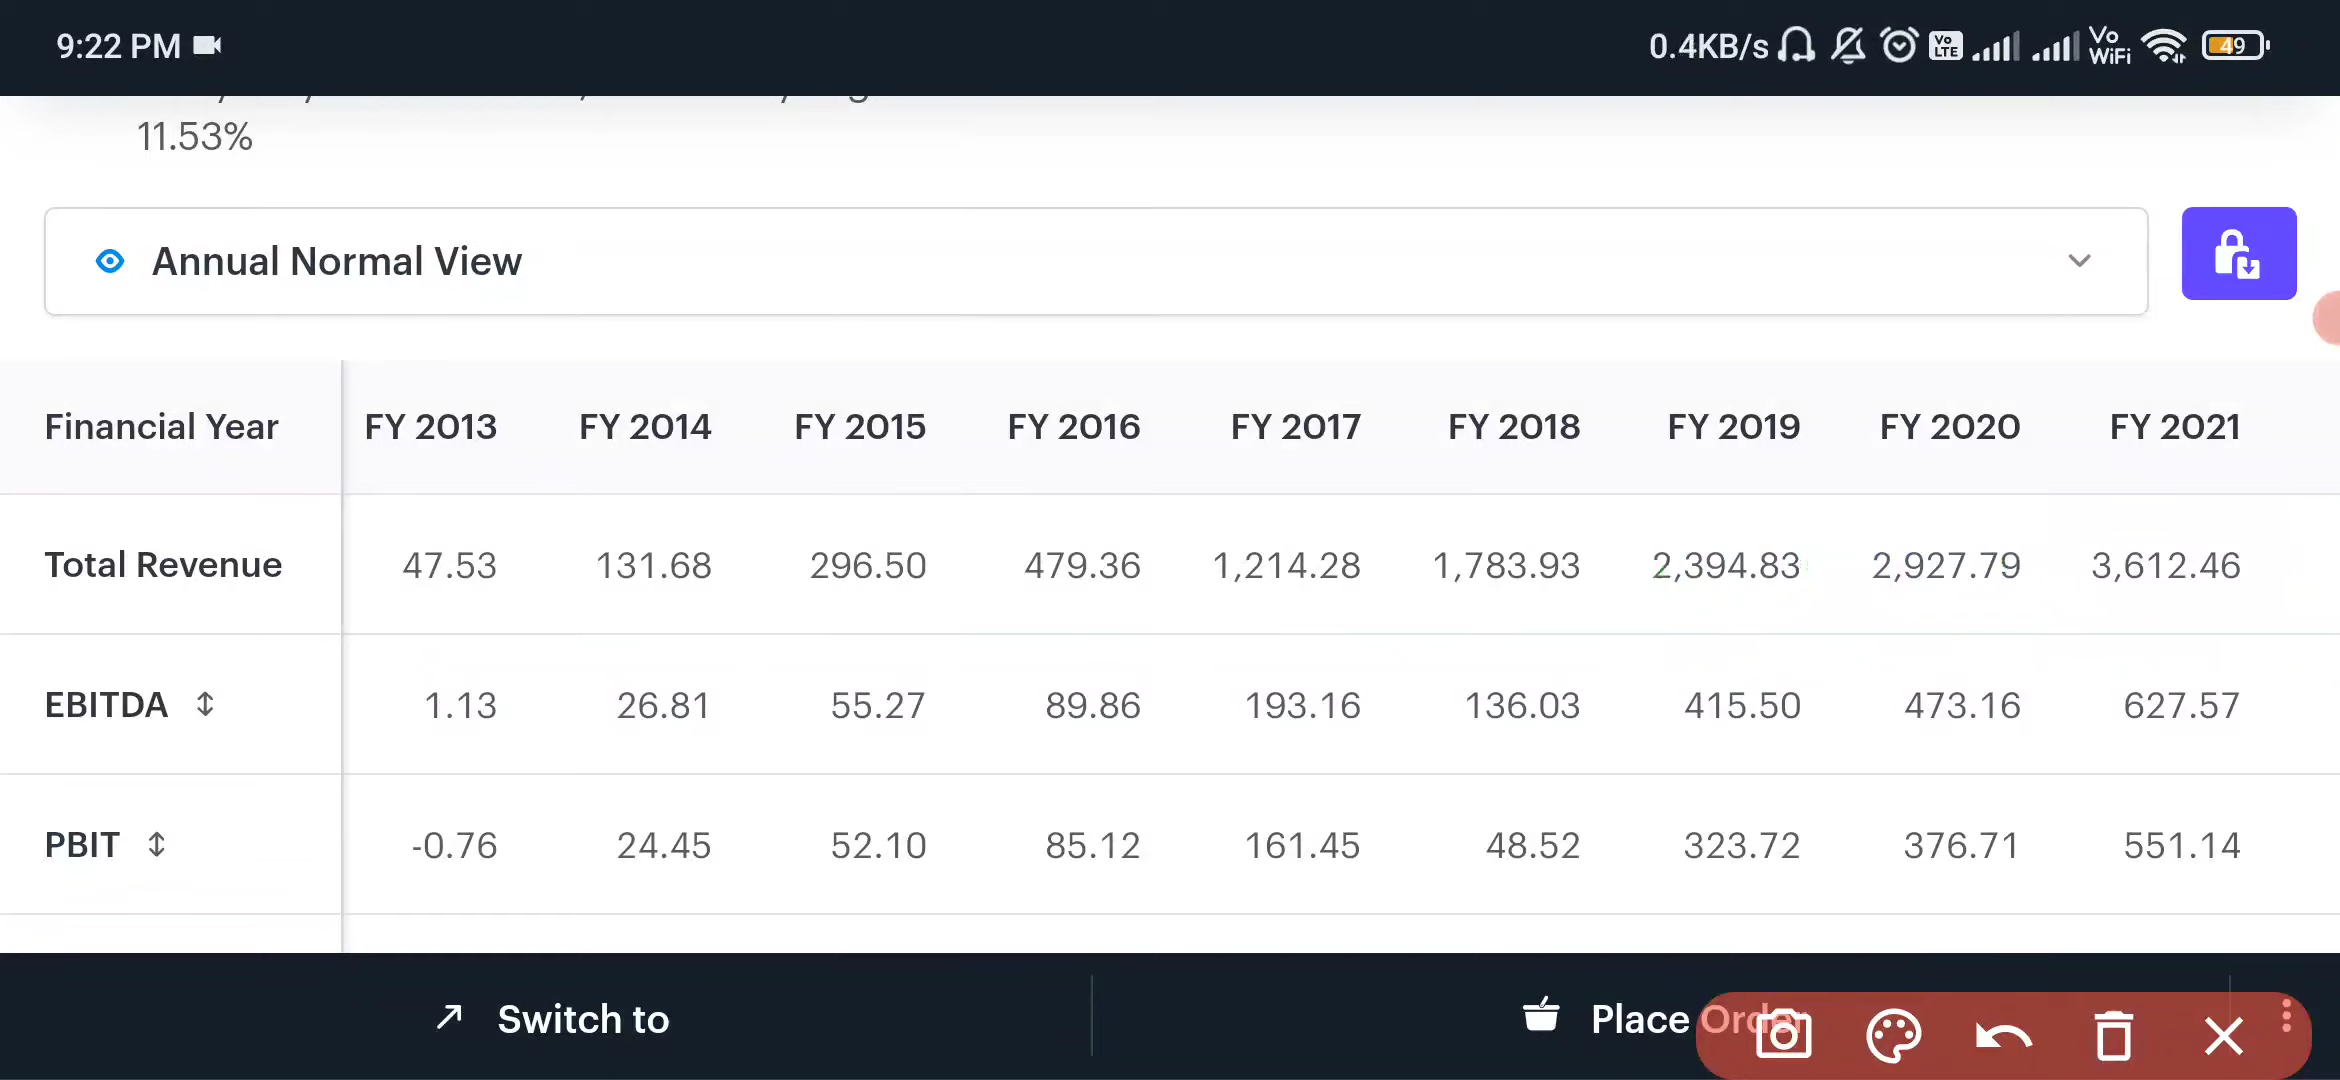 9:22 PM 0.4KB/s Vo LTE Vo WiFi 49
11.53%
Annual Normal View
Financial Year FY 2013 FY 2014 FY 2015 FY 2016 FY 2017 FY 2018 FY 2019 FY 2020 FY 2021
Total Revenue 47.53 131.68 296.50 479.36 1,214.28 1,783.93 2,394.83 2,927.79 3,612.46
EBITDA 1.13 26.81 55.27 89.86 193.16 136.03 415.50 473.16 627.57
PBIT -0.76 24.45 52.10 85.12 161.45 48.52 323.72 376.71 551.14
Switch to Place Order